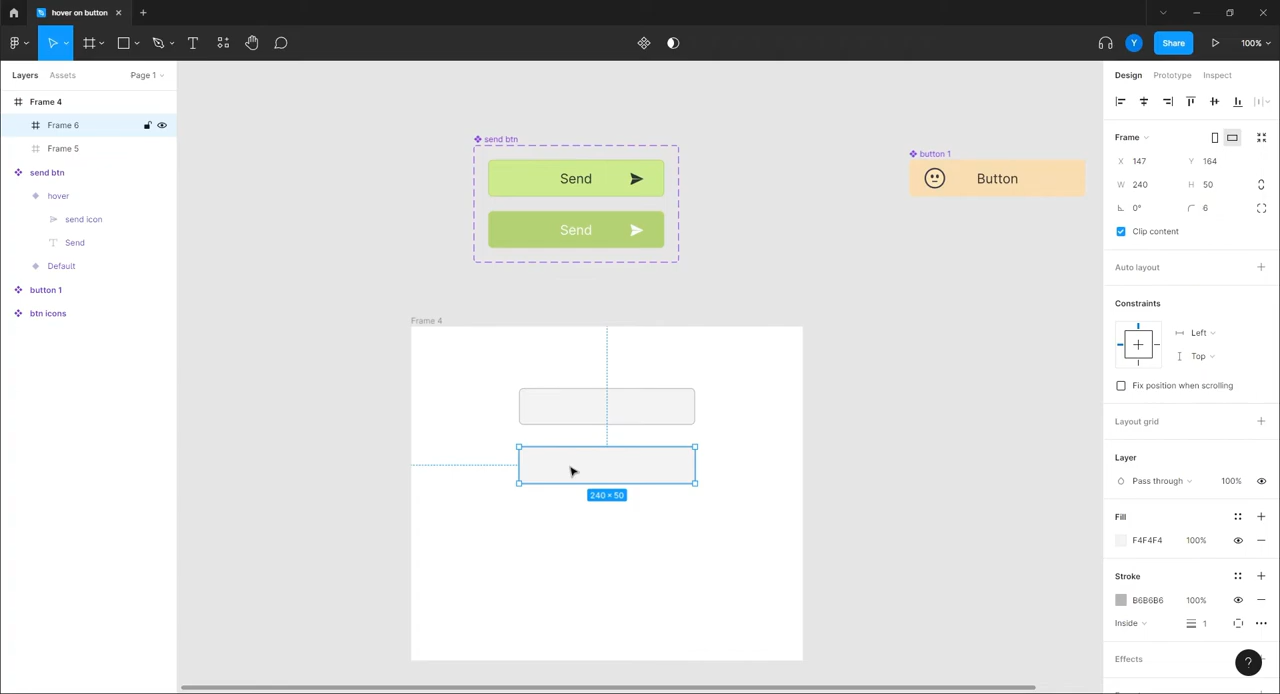 hover on button
Share
100%
Layers
Assets
Page 1
Frame 4
Frame 6
Frame 5
send btn
hover
send icon
Send
Default
button 1
btn icons
send btn
Send
Send
button 1
Button
Frame 4
240 × 50
Design
Prototype
Inspect
Frame
X 147
Y 164
W 240
H 50
0°
6
Clip content
Auto layout
Constraints
Left
Top
Fix position when scrolling
Layout grid
Layer
Pass through
100%
Fill
F4F4F4
100%
Stroke
B6B6B6
100%
Inside
1
Effects
Y
?